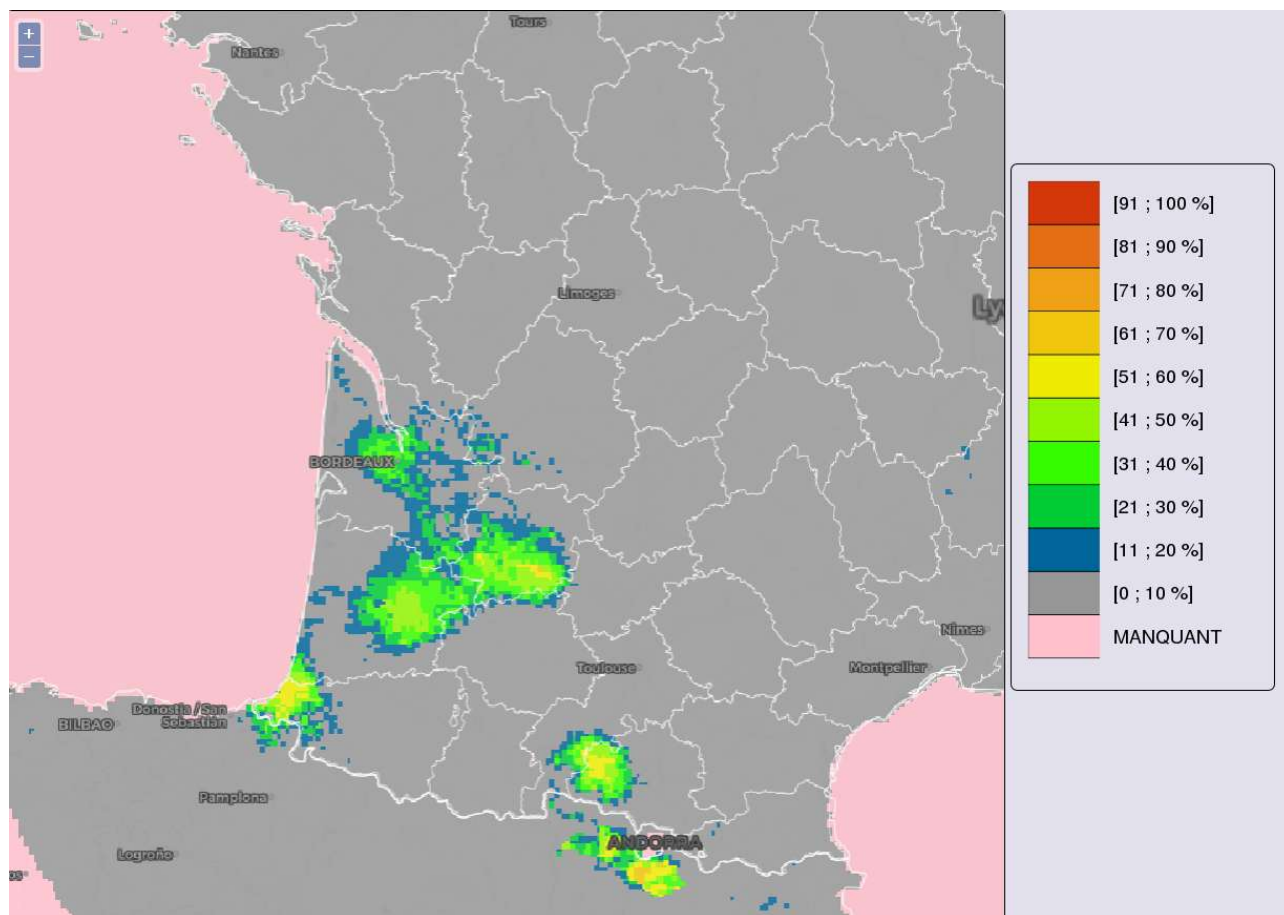 +
−
Tours
Nantes
Limoges
Ly
BORDEAUX
Nîmes
Toulouse
Montpellier
Donostia / San
Sebastián
BILBAO
Pamplona
ANDORRA
Logroño
os
[91 ; 100 %]
[81 ; 90 %]
[71 ; 80 %]
[61 ; 70 %]
[51 ; 60 %]
[41 ; 50 %]
[31 ; 40 %]
[21 ; 30 %]
[11 ; 20 %]
[0 ; 10 %]
MANQUANT